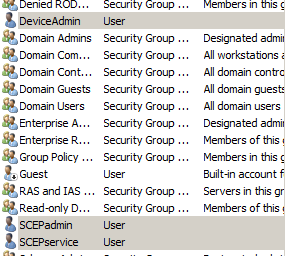 Denied ROD... Security Group ... Members in this g
DeviceAdmin User
Domain Admins Security Group ... Designated admi
Domain Com... Security Group ... All workstations a
Domain Cont... Security Group ... All domain contro
Domain Guests Security Group ... All domain guests
Domain Users Security Group ... All domain users
Enterprise A... Security Group ... Designated admi
Enterprise R... Security Group ... Members of this g
Group Policy ... Security Group ... Members in this g
Guest User Built-in account f
RAS and IAS ... Security Group ... Servers in this gr
Read-only D... Security Group ... Members of this g
SCEPadmin User
SCEPservice User